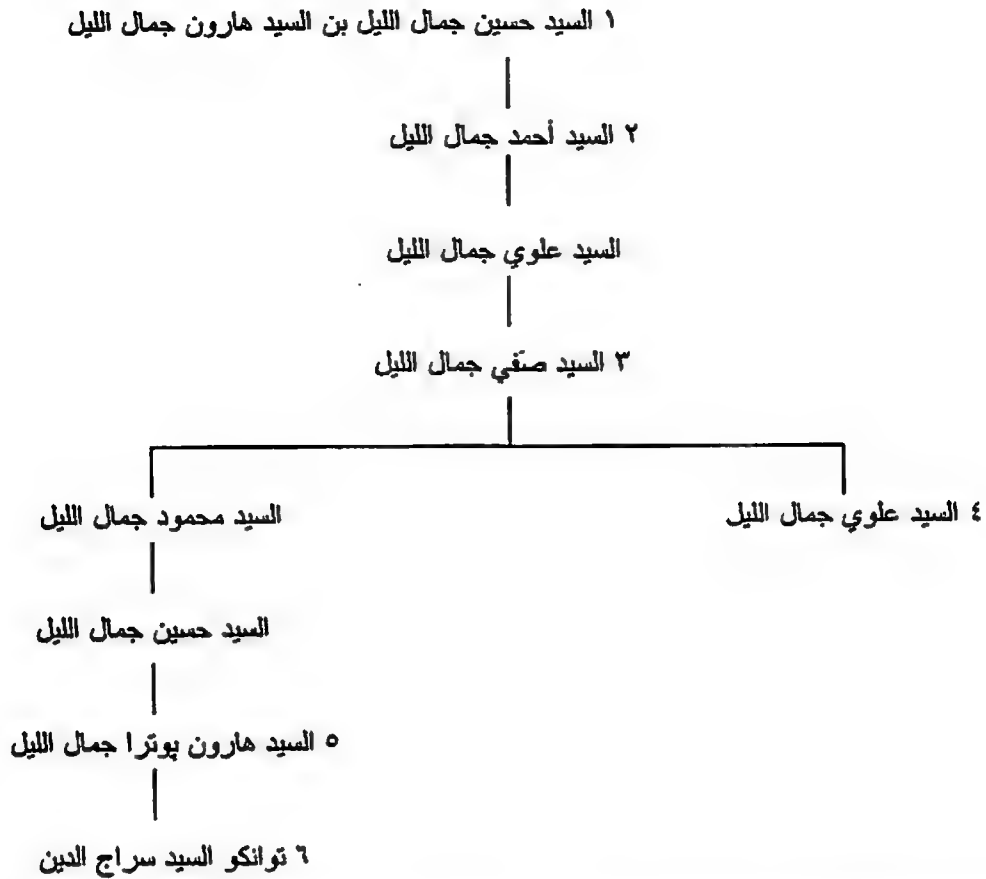 ١ السيد حسين جمال الليل بن السيد هارون جمال الليل
٢ السيد أحمد جمال الليل
السيد علوي جمال الليل
٣ السيد صفي جمال الليل
٤ السيد علوي جمال الليل
السيد محمود جمال الليل
السيد حسين جمال الليل
٥ السيد هارون پوترا جمال الليل
٦ توانكو السيد سراج الدين